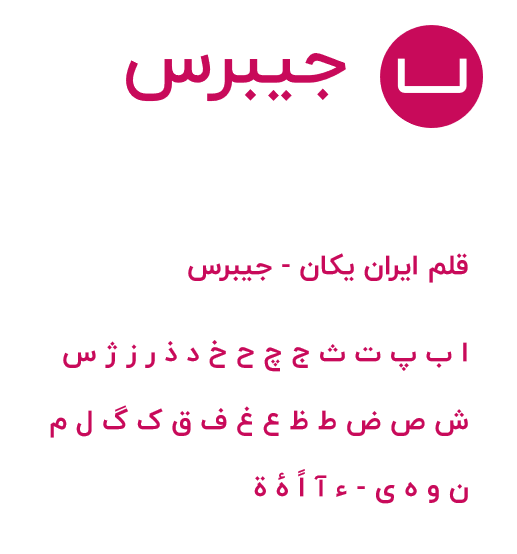 جیبرس
قلم ایران یکان - جیبرس
ا ب پ ت ث ج چ ح خ د ذ ر ز ژ س
ش ص ض ط ظ ع غ ف ق ک گ ل م
ن و ه ی - ء آ اً هٔ ة